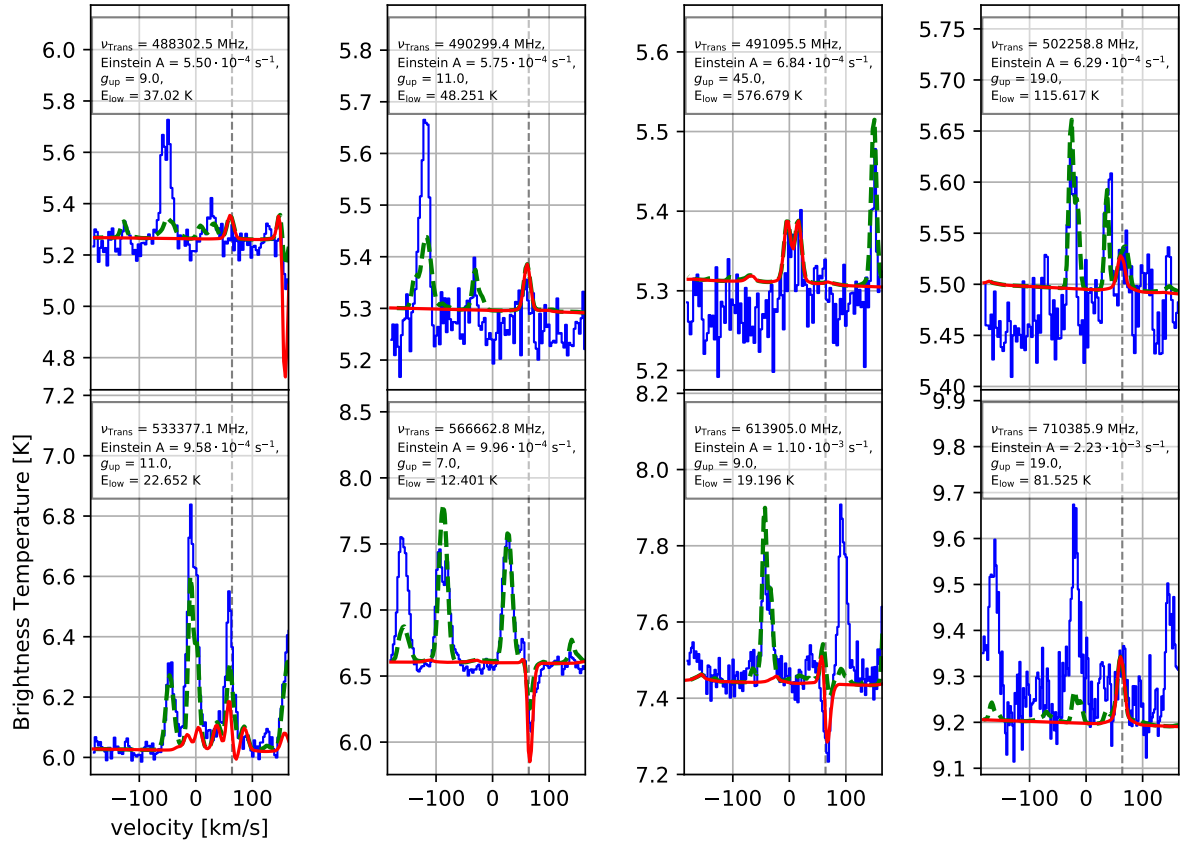 6.0
5.8
5.6
5.4
5.2
5.0
4.8
ν_Trans = 488302.5 MHz,
Einstein A = 5.50 · 10⁻⁴ s⁻¹,
g_up = 9.0,
E_low = 37.02 K
5.8
5.7
5.6
5.5
5.4
5.3
5.2
ν_Trans = 490299.4 MHz,
Einstein A = 5.75 · 10⁻⁴ s⁻¹,
g_up = 11.0,
E_low = 48.251 K
5.6
5.5
5.4
5.3
5.2
ν_Trans = 491095.5 MHz,
Einstein A = 6.84 · 10⁻⁴ s⁻¹,
g_up = 45.0,
E_low = 576.679 K
5.75
5.70
5.65
5.60
5.55
5.50
5.45
5.40
ν_Trans = 502258.8 MHz,
Einstein A = 6.29 · 10⁻⁴ s⁻¹,
g_up = 19.0,
E_low = 115.617 K
Brightness Temperature [K]
7.2
7.0
6.8
6.6
6.4
6.2
6.0
ν_Trans = 533377.1 MHz,
Einstein A = 9.58 · 10⁻⁴ s⁻¹,
g_up = 11.0,
E_low = 22.652 K
−100 0 100
velocity [km/s]
8.5
8.0
7.5
7.0
6.5
6.0
ν_Trans = 566662.8 MHz,
Einstein A = 9.96 · 10⁻⁴ s⁻¹,
g_up = 7.0,
E_low = 12.401 K
−100 0 100
8.2
8.0
7.8
7.6
7.4
7.2
ν_Trans = 613905.0 MHz,
Einstein A = 1.10 · 10⁻³ s⁻¹,
g_up = 9.0,
E_low = 19.196 K
−100 0 100
9.9
9.8
9.7
9.6
9.5
9.4
9.3
9.2
9.1
ν_Trans = 710385.9 MHz,
Einstein A = 2.23 · 10⁻³ s⁻¹,
g_up = 19.0,
E_low = 81.525 K
−100 0 100